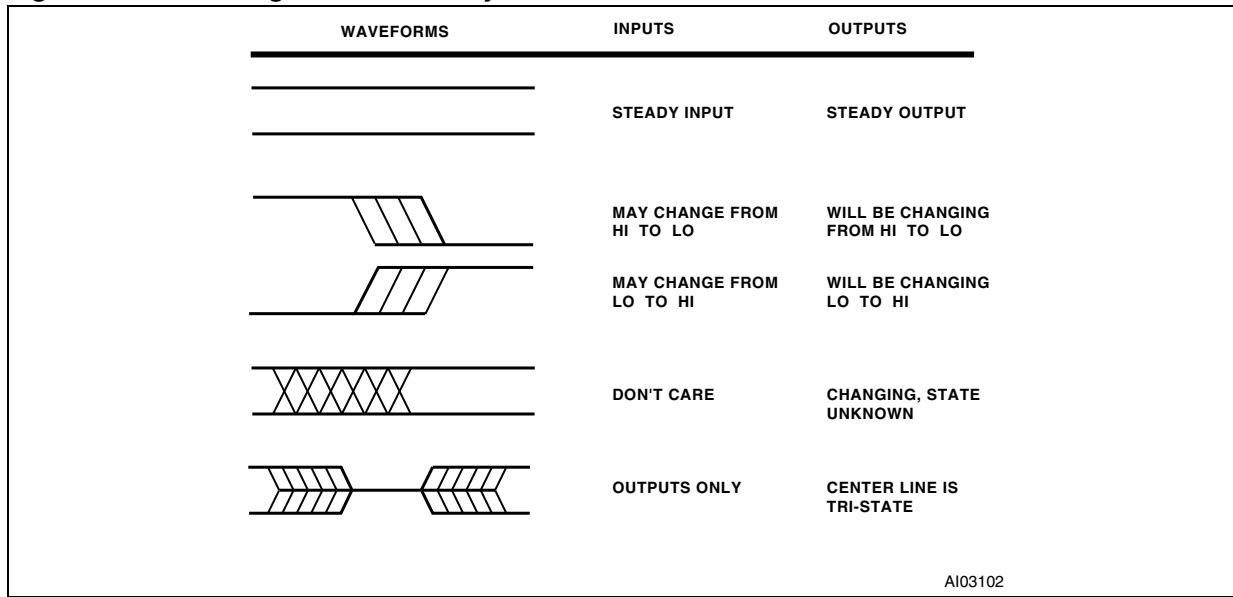 WAVEFORMS INPUTS OUTPUTS
STEADY INPUT STEADY OUTPUT
MAY CHANGE FROM WILL BE CHANGING
HI TO LO FROM HI TO LO
MAY CHANGE FROM WILL BE CHANGING
LO TO HI LO TO HI
DON'T CARE CHANGING, STATE
UNKNOWN
OUTPUTS ONLY CENTER LINE IS
TRI-STATE
AI03102